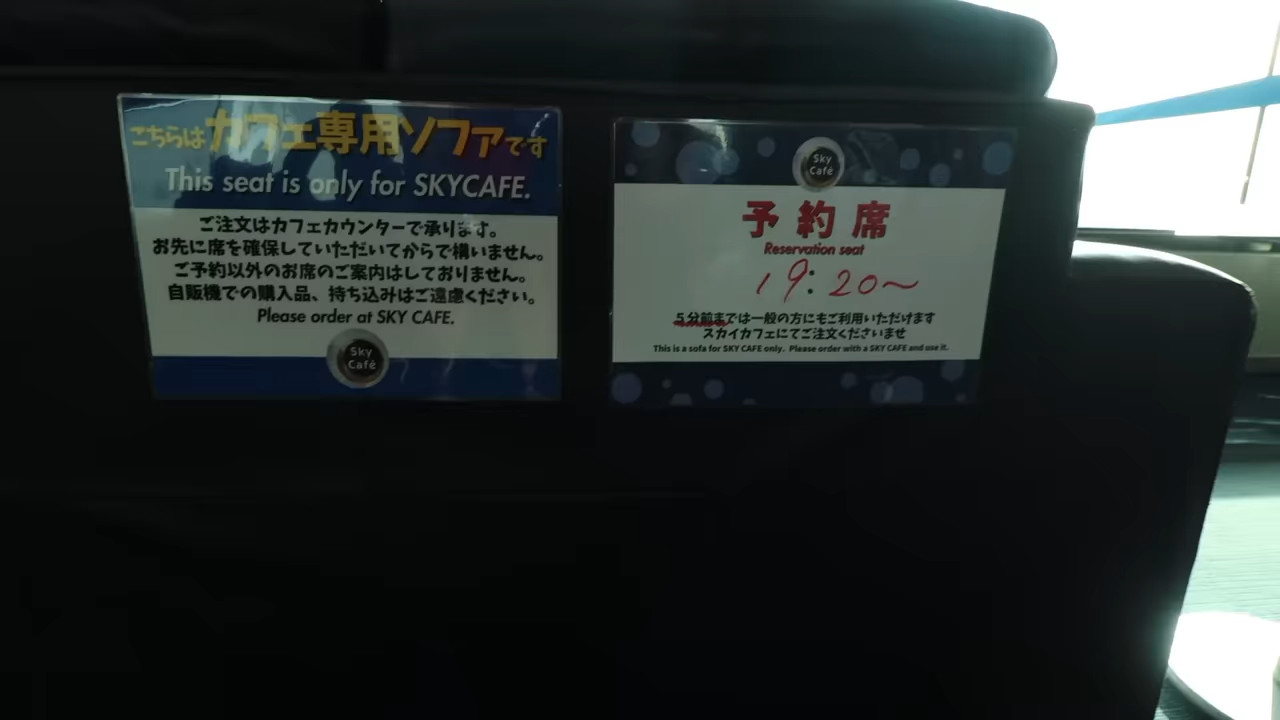 こちらはカフェ専用ソファです
This seat is only for SKYCAFE.
ご注文はカフェカウンターで承ります。
お先に席を確保していただいてからで構いません。
ご予約以外のお席のご案内はしておりません。
自販機での購入品、持ち込みはご遠慮ください。
Please order at SKY CAFE.
Sky
Café
Sky
Café
予約席
Reservation seat
19:20〜
5分前までは一般の方にもご利用いただけます
スカイカフェにてご注文くださいませ
This is a sofa for SKY CAFE only. Please order with a SKY CAFE and use it.